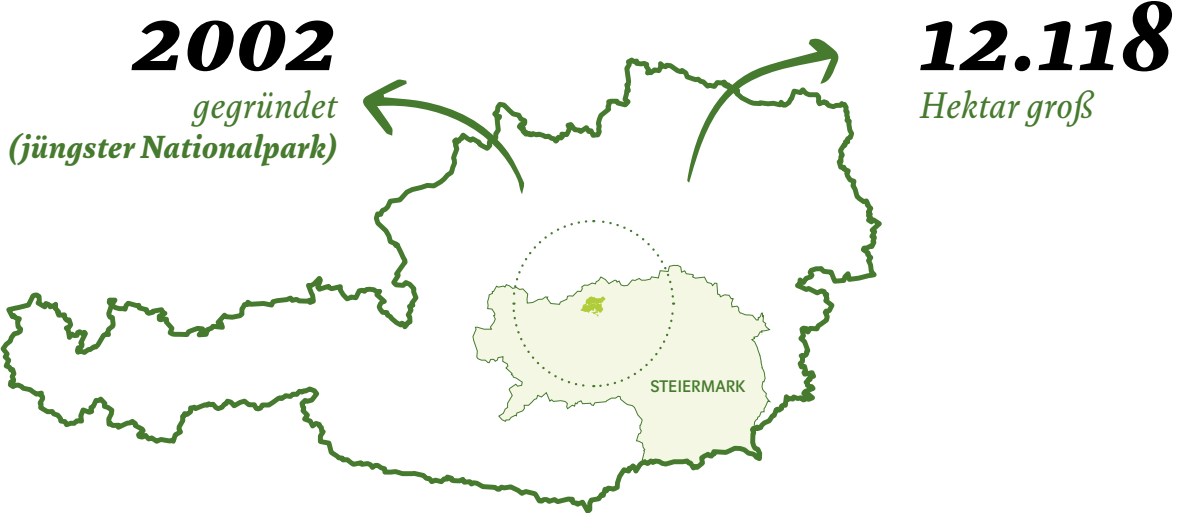 2002
gegründet
(jüngster Nationalpark)
12.118
Hektar groß
STEIERMARK